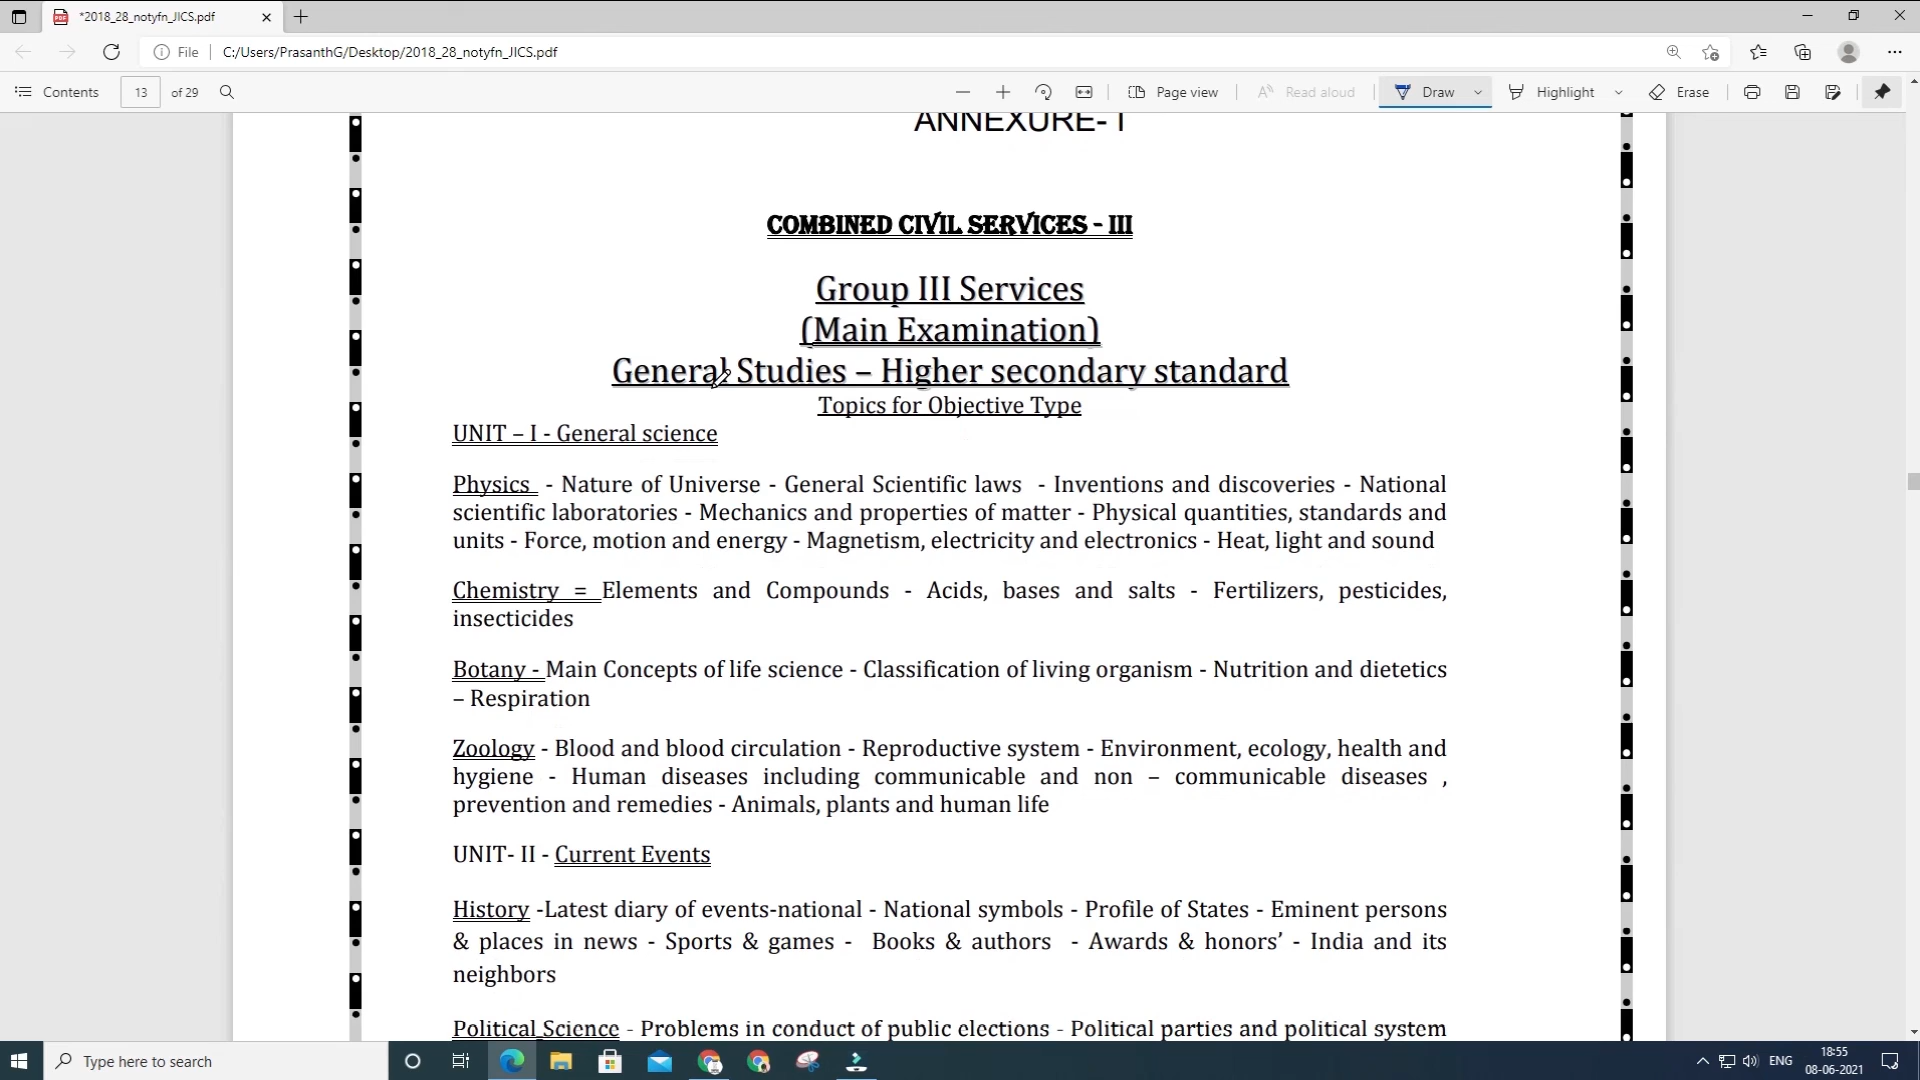 *2018_28_notyfn_JICS.pdf
File C:/Users/PrasanthG/Desktop/2018_28_notyfn_JICS.pdf
Contents 13 of 29 Page view Read aloud Draw Highlight Erase
ANNEXURE- I
COMBINED CIVIL SERVICES - III
Group III Services
(Main Examination)
General Studies – Higher secondary standard
Topics for Objective Type
UNIT – I - General science
Physics - Nature of Universe - General Scientific laws - Inventions and discoveries - National
scientific laboratories - Mechanics and properties of matter - Physical quantities, standards and
units - Force, motion and energy - Magnetism, electricity and electronics - Heat, light and sound
Chemistry = Elements and Compounds - Acids, bases and salts - Fertilizers, pesticides,
insecticides
Botany - Main Concepts of life science - Classification of living organism - Nutrition and dietetics
– Respiration
Zoology - Blood and blood circulation - Reproductive system - Environment, ecology, health and
hygiene - Human diseases including communicable and non – communicable diseases ,
prevention and remedies - Animals, plants and human life
UNIT- II - Current Events
History -Latest diary of events-national - National symbols - Profile of States - Eminent persons
& places in news - Sports & games - Books & authors - Awards & honors’ - India and its
neighbors
Political Science - Problems in conduct of public elections - Political parties and political system
Type here to search
ENG
18:55
08-06-2021